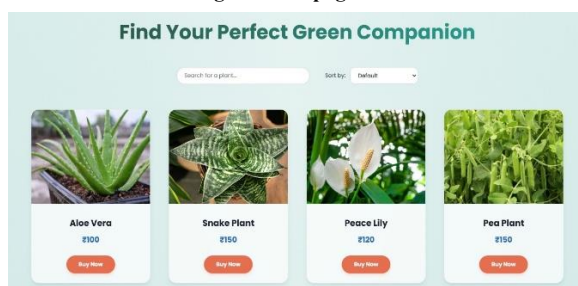 Find Your Perfect Green Companion
Search for a plant...
Sort by: Default
Aloe Vera
Snake Plant
Peace Lily
Pea Plant
₹100
₹150
₹120
₹150
Buy Now
Buy Now
Buy Now
Buy Now